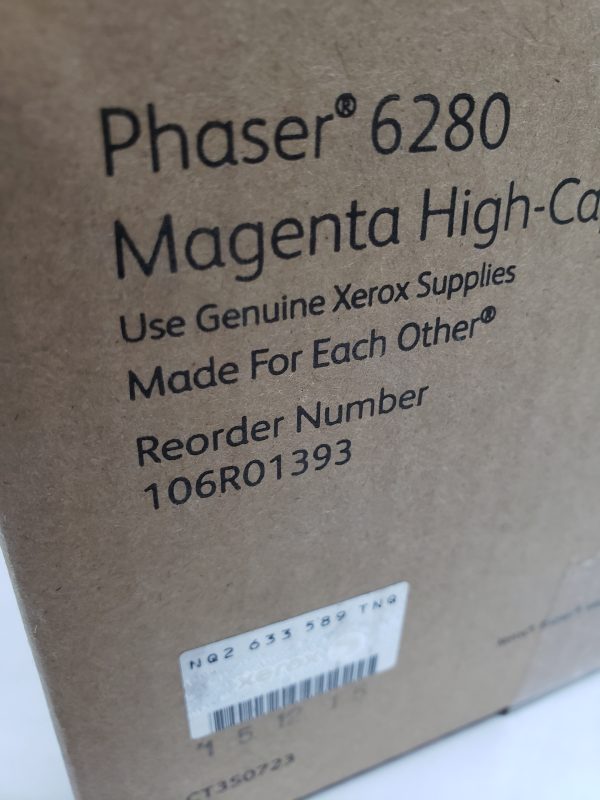 Phaser® 6280
Magenta High-Ca
Use Genuine Xerox Supplies
Made For Each Other®
Reorder Number
106R01393
NQ2 633 589 TNQ
xerox
CT350723